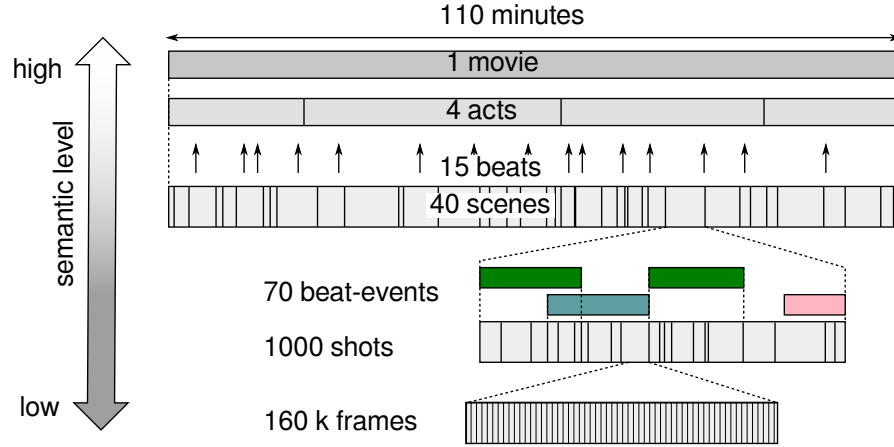 110 minutes
high
1 movie
4 acts
semantic level
15 beats
40 scenes
70 beat-events
1000 shots
low
160 k frames